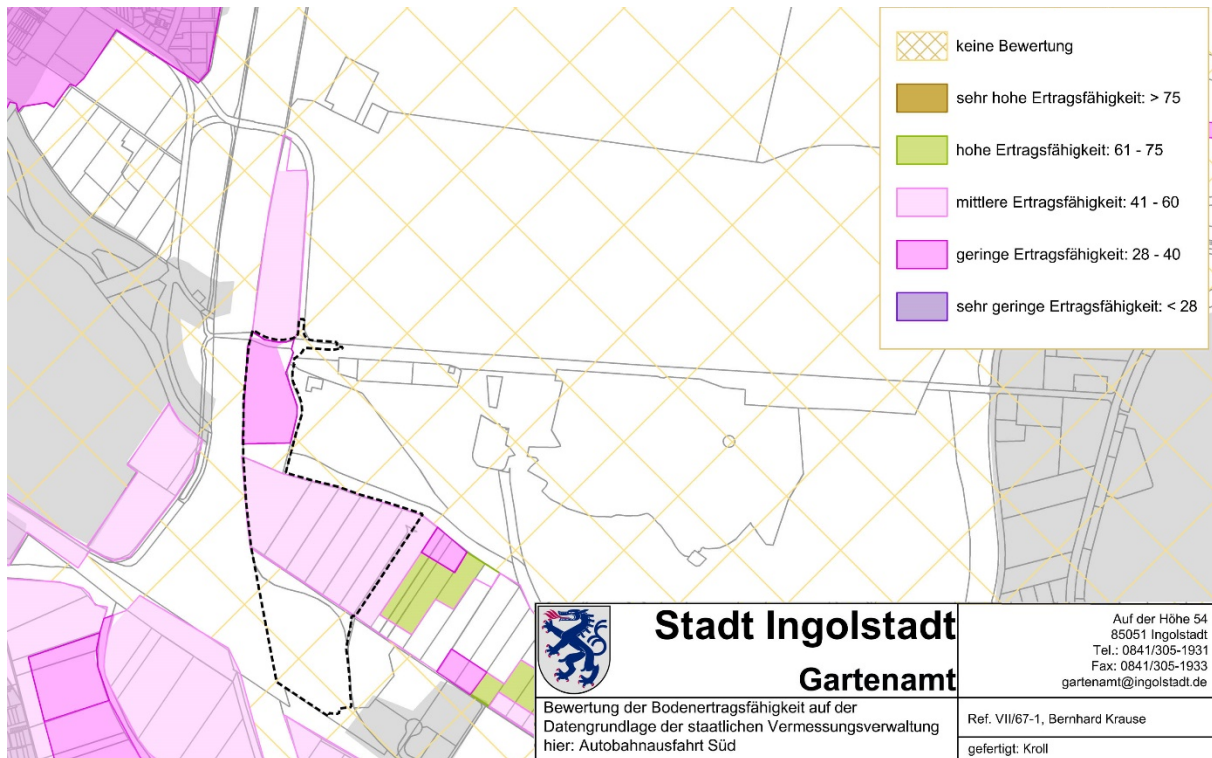 keine Bewertung
sehr hohe Ertragsfähigkeit: > 75
hohe Ertragsfähigkeit: 61 - 75
mittlere Ertragsfähigkeit: 41 - 60
geringe Ertragsfähigkeit: 28 - 40
sehr geringe Ertragsfähigkeit: < 28
Stadt Ingolstadt
Gartenamt
Auf der Höhe 54
85051 Ingolstadt
Tel.: 0841/305-1931
Fax: 0841/305-1933
gartenamt@ingolstadt.de
Bewertung der Bodenertragsfähigkeit auf der
Datengrundlage der staatlichen Vermessungsverwaltung
hier: Autobahnausfahrt Süd
Ref. VII/67-1, Bernhard Krause
gefertigt: Kroll